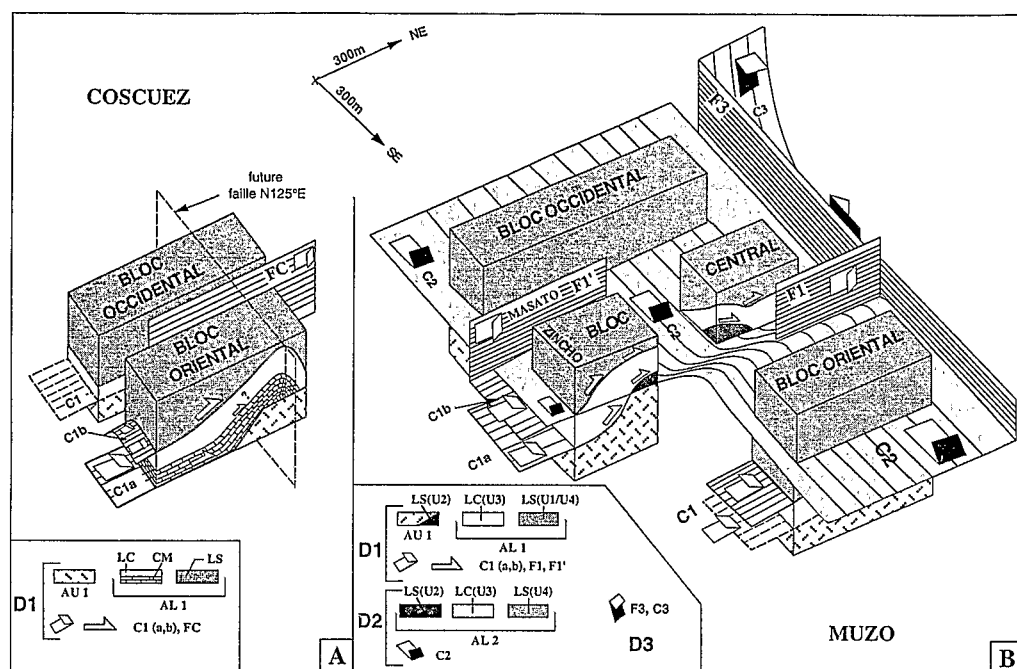 COSCUEZ
300m
NE
300m
SE
future
faille N125°E
BLOC
OCCIDENTAL
FC
BLOC
ORIENTAL
C1
C1b
C1a
?
LC CM LS
AU 1
AL 1
D1
C1 (a,b), FC
A
F3
C3
BLOC OCCIDENTAL
C2
CENTRAL
MASATO F1'
F1
ZINCHO
BLOC
C2
BLOC ORIENTAL
C1b
C1a
C2
C1
LS(U2) LC(U3) LS(U1/U4)
D1
AU 1
AL 1
C1 (a,b), F1, F1'
LS(U2) LC(U3) LS(U4)
D2
AL 2
C2
F3, C3
D3
MUZO
B